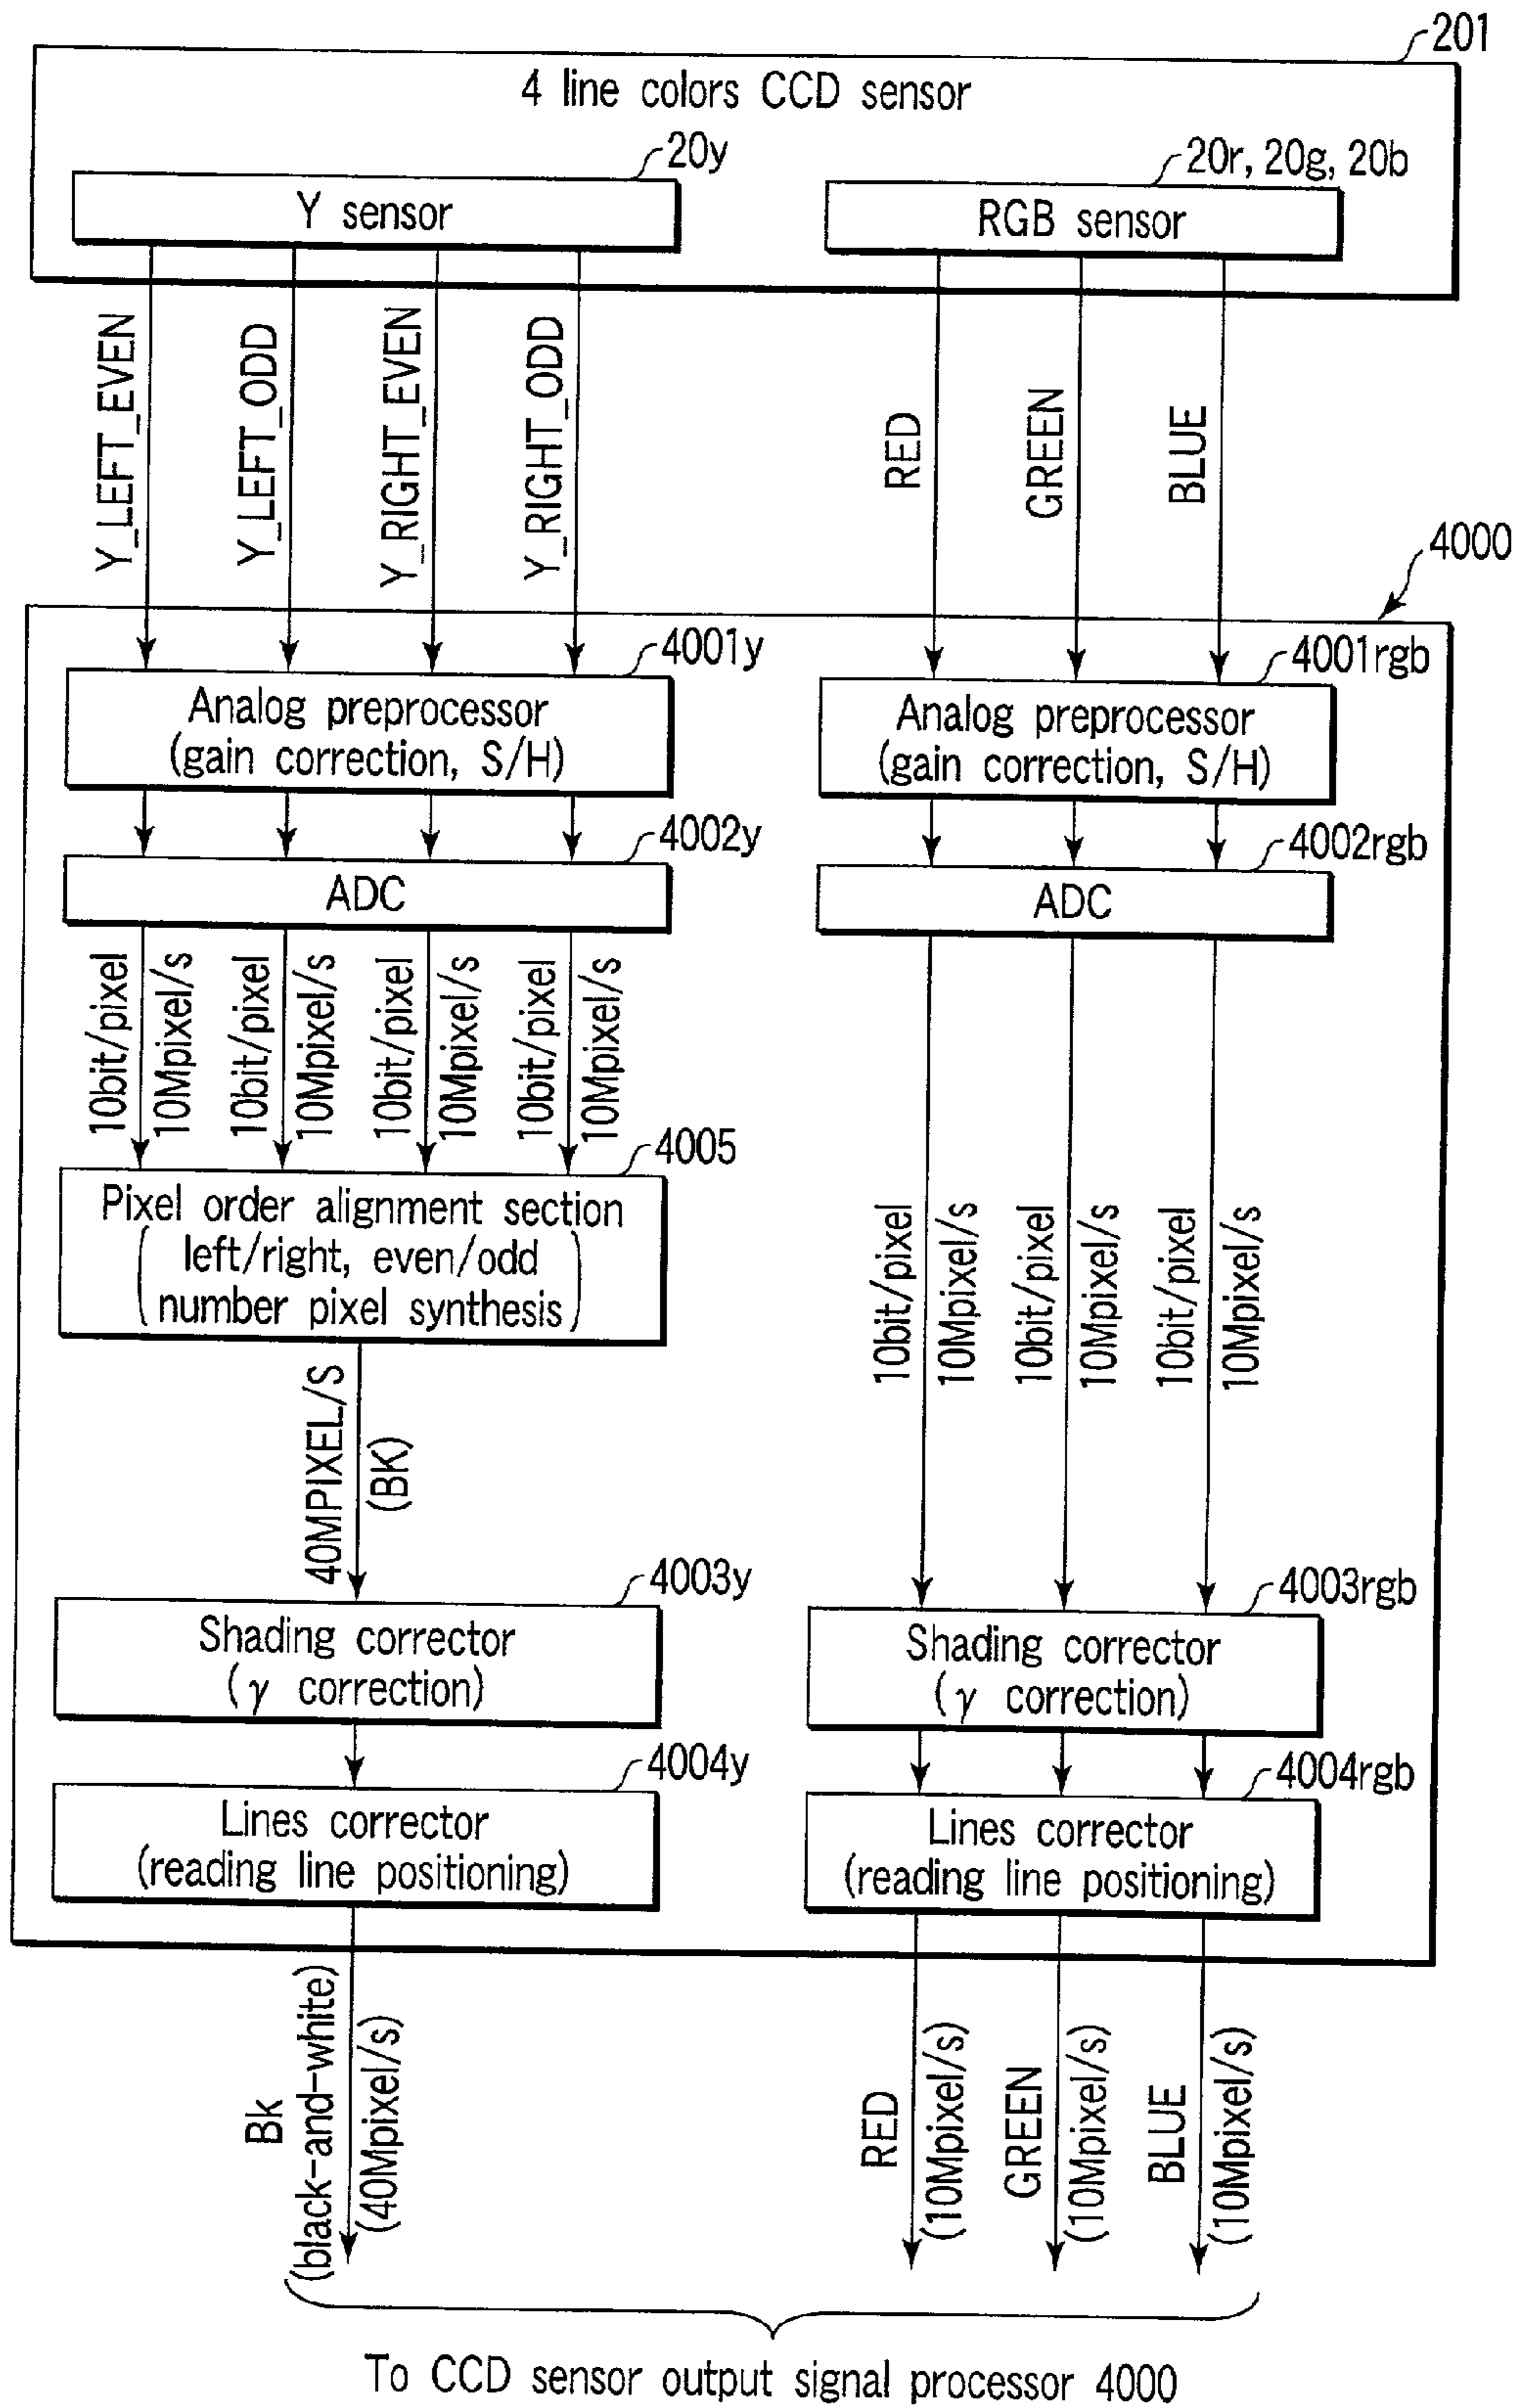 201
4 line colors CCD sensor
20y
20r, 20g, 20b
Y sensor
RGB sensor
Y_LEFT_EVEN
Y_LEFT_ODD
Y_RIGHT_EVEN
Y_RIGHT_ODD
RED
GREEN
BLUE
4000
4001y
4001rgb
Analog preprocessor
(gain correction, S/H)
Analog preprocessor
(gain correction, S/H)
4002y
4002rgb
ADC
ADC
10bit/pixel
10Mpixel/s
10bit/pixel
10Mpixel/s
10bit/pixel
10Mpixel/s
10bit/pixel
10Mpixel/s
4005
Pixel order alignment section
(left/right, even/odd
number pixel synthesis)
10bit/pixel
10Mpixel/s
10bit/pixel
10Mpixel/s
10bit/pixel
10Mpixel/s
40MPIXEL/S
(BK)
4003y
4003rgb
Shading corrector
(γ correction)
Shading corrector
(γ correction)
4004y
4004rgb
Lines corrector
(reading line positioning)
Lines corrector
(reading line positioning)
Bk
(black-and-white)
(40Mpixel/s)
RED
(10Mpixel/s)
GREEN
(10Mpixel/s)
BLUE
(10Mpixel/s)
To CCD sensor output signal processor 4000